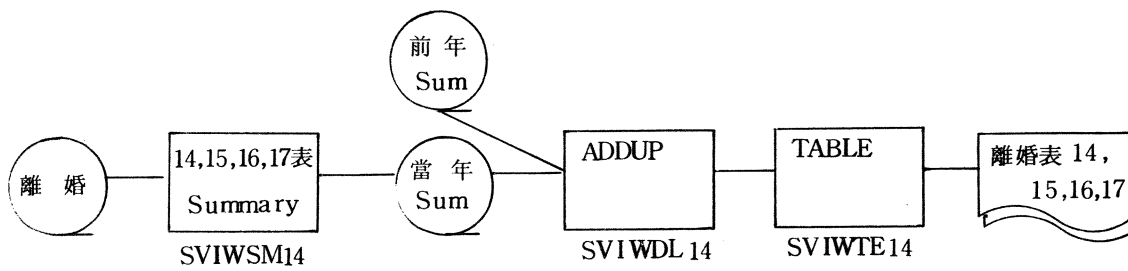 前年
Sum
離婚
14,15,16,17表
Summary
SVIWSM14
當年
Sum
ADDUP
SVIWDL14
TABLE
SVIWTE14
離婚表 14,
15,16,17